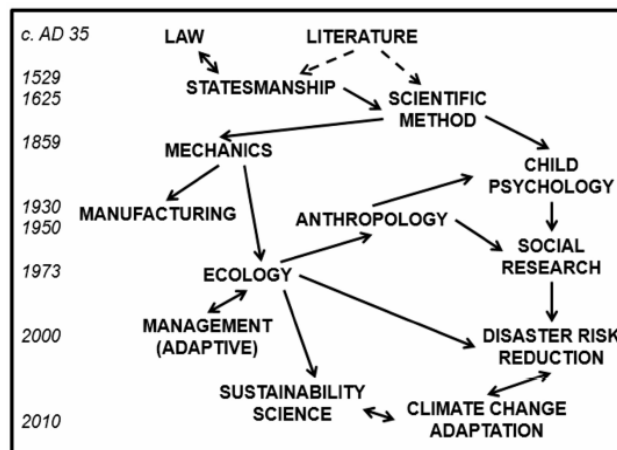 c. AD 35 LAW LITERATURE
1529 STATESMANSHIP
1625 SCIENTIFIC
METHOD
1859 MECHANICS
CHILD
PSYCHOLOGY
1930 MANUFACTURING
ANTHROPOLOGY
1950
SOCIAL
RESEARCH
1973 ECOLOGY
MANAGEMENT
(ADAPTIVE)
2000 DISASTER RISK
REDUCTION
SUSTAINABILITY
SCIENCE
CLIMATE CHANGE
ADAPTATION
2010